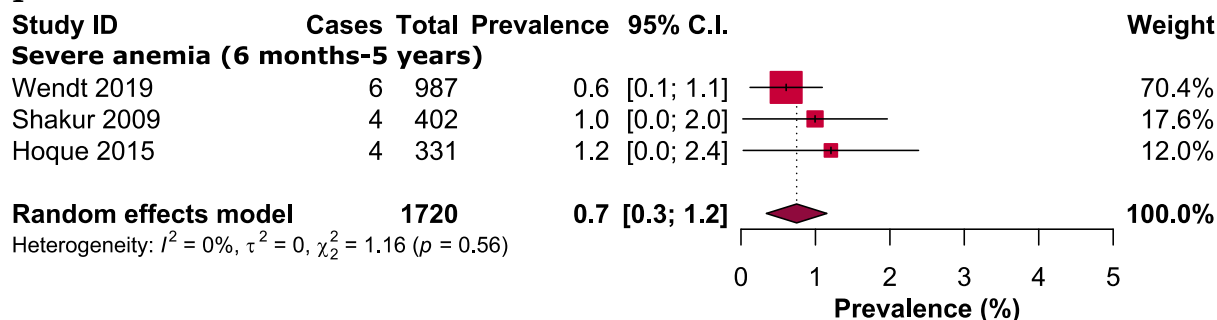 Study ID Cases Total Prevalence 95% C.I. Weight
Severe anemia (6 months-5 years)
Wendt 2019 6 987 0.6 [0.1; 1.1] 70.4%
Shakur 2009 4 402 1.0 [0.0; 2.0] 17.6%
Hoque 2015 4 331 1.2 [0.0; 2.4] 12.0%
Random effects model 1720 0.7 [0.3; 1.2] 100.0%
Heterogeneity: I² = 0%, τ² = 0, χ²₂ = 1.16 (p = 0.56)
0 1 2 3 4 5
Prevalence (%)